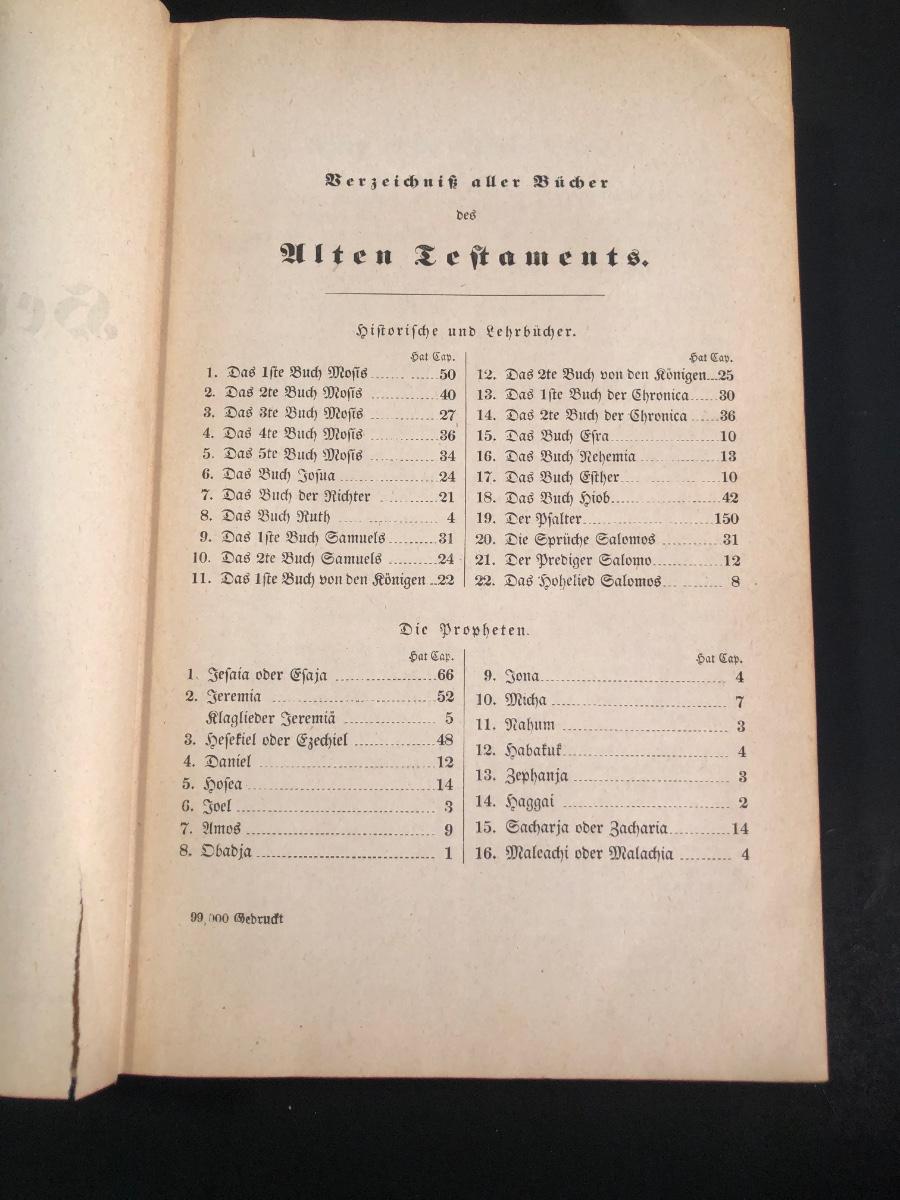 Verzeichniß aller Bücher
des
Alten Testaments.
Historische und Lehrbücher.
Hat Cap.
1. Das 1ste Buch Mosis 50
2. Das 2te Buch Mosis 40
3. Das 3te Buch Mosis 27
4. Das 4te Buch Mosis 36
5. Das 5te Buch Mosis 34
6. Das Buch Josua 24
7. Das Buch der Richter 21
8. Das Buch Ruth 4
9. Das 1ste Buch Samuels 31
10. Das 2te Buch Samuels 24
11. Das 1ste Buch von den Königen 22
Hat Cap.
12. Das 2te Buch von den Königen 25
13. Das 1ste Buch der Chronica 30
14. Das 2te Buch der Chronica 36
15. Das Buch Esra 10
16. Das Buch Nehemia 13
17. Das Buch Esther 10
18. Das Buch Hiob 42
19. Der Psalter 150
20. Die Sprüche Salomos 31
21. Der Prediger Salomo 12
22. Das Hohelied Salomos 8
Die Propheten.
Hat Cap.
1. Jesaia oder Esaja 66
2. Jeremia 52
Klaglieder Jeremiä 5
3. Hesekiel oder Ezechiel 48
4. Daniel 12
5. Hosea 14
6. Joel 3
7. Amos 9
8. Obadja 1
Hat Cap.
9. Jona 4
10. Micha 7
11. Nahum 3
12. Habakuk 4
13. Zephanja 3
14. Haggai 2
15. Sacharja oder Zacharia 14
16. Maleachi oder Malachia 4
99,000 Gedruckt